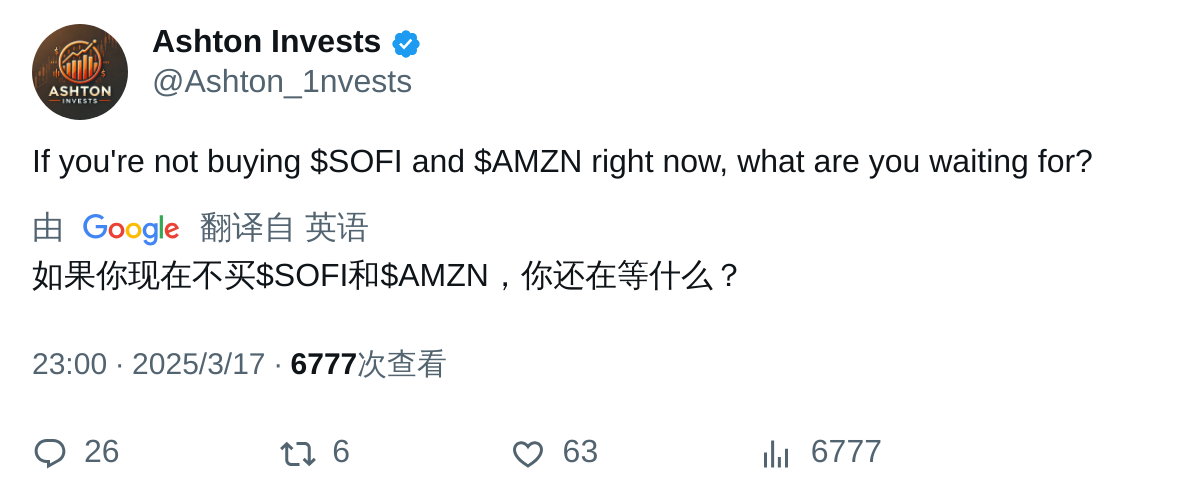 ASHTON
INVESTS
Ashton Invests
@Ashton_1nvests
If you're not buying $SOFI and $AMZN right now, what are you waiting for?
由 Google 翻译自 英语
如果你现在不买$SOFI和$AMZN，你还在等什么？
23:00 · 2025/3/17 · 6777次查看
26 6 63 6777